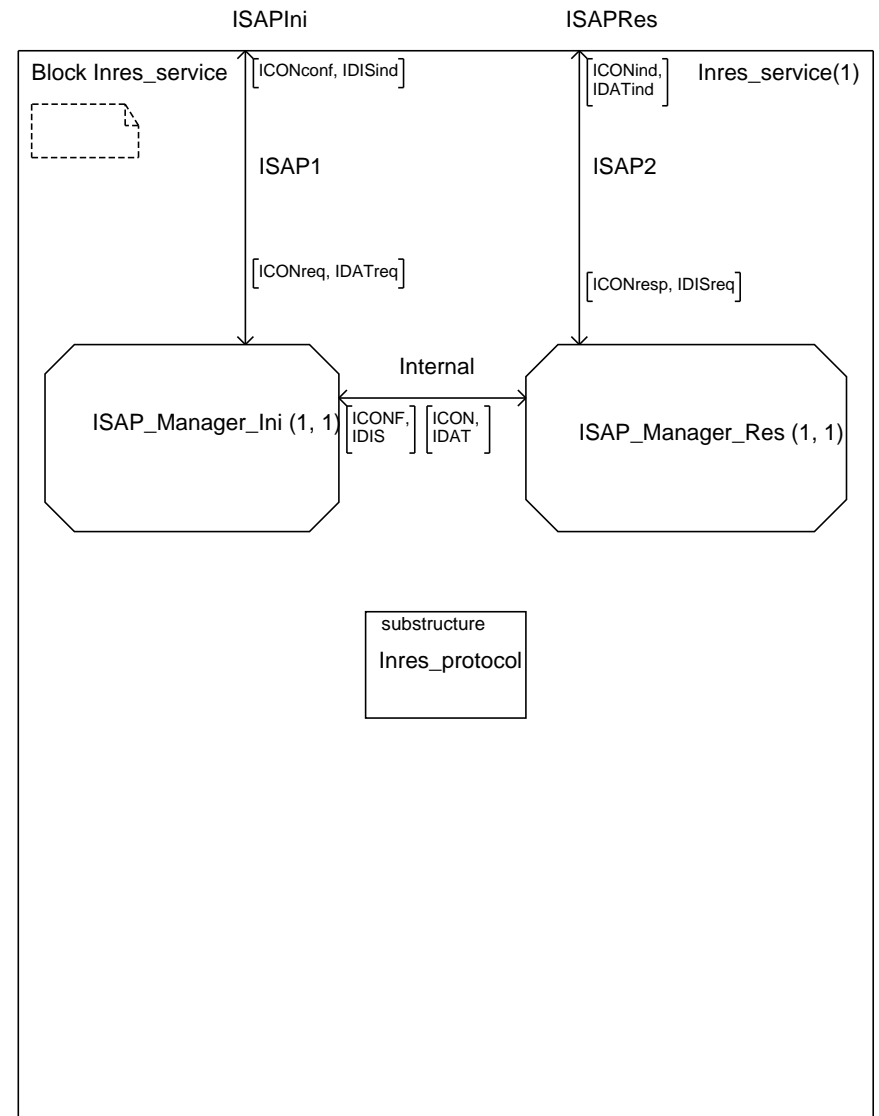 ISAPIni
ISAPRes
Block Inres_service
[ICONconf, IDISind]
[ICONind,
IDATind]
Inres_service(1)
ISAP1
ISAP2
[ICONreq, IDATreq]
[ICONresp, IDISreq]
Internal
ISAP_Manager_Ini (1, 1)
[ICONF,
IDIS]
[ICON,
IDAT]
ISAP_Manager_Res (1, 1)
substructure
Inres_protocol